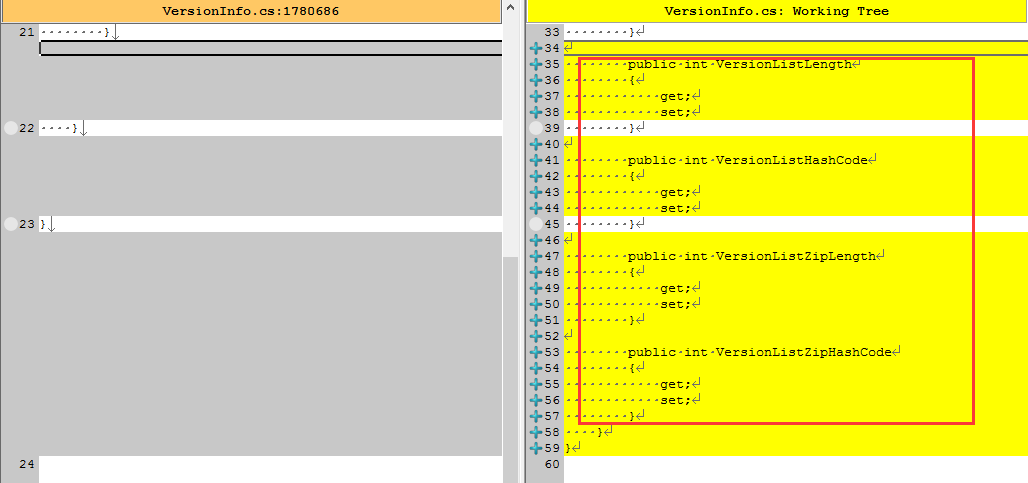 VersionInfo.cs:1780686
21 }
22 }
23 }
24
VersionInfo.cs: Working Tree
33 }
34
35 public int VersionListLength
36 {
37 get;
38 set;
39 }
40
41 public int VersionListHashCode
42 {
43 get;
44 set;
45 }
46
47 public int VersionListZipLength
48 {
49 get;
50 set;
51 }
52
53 public int VersionListZipHashCode
54 {
55 get;
56 set;
57 }
58 }
59 }
60